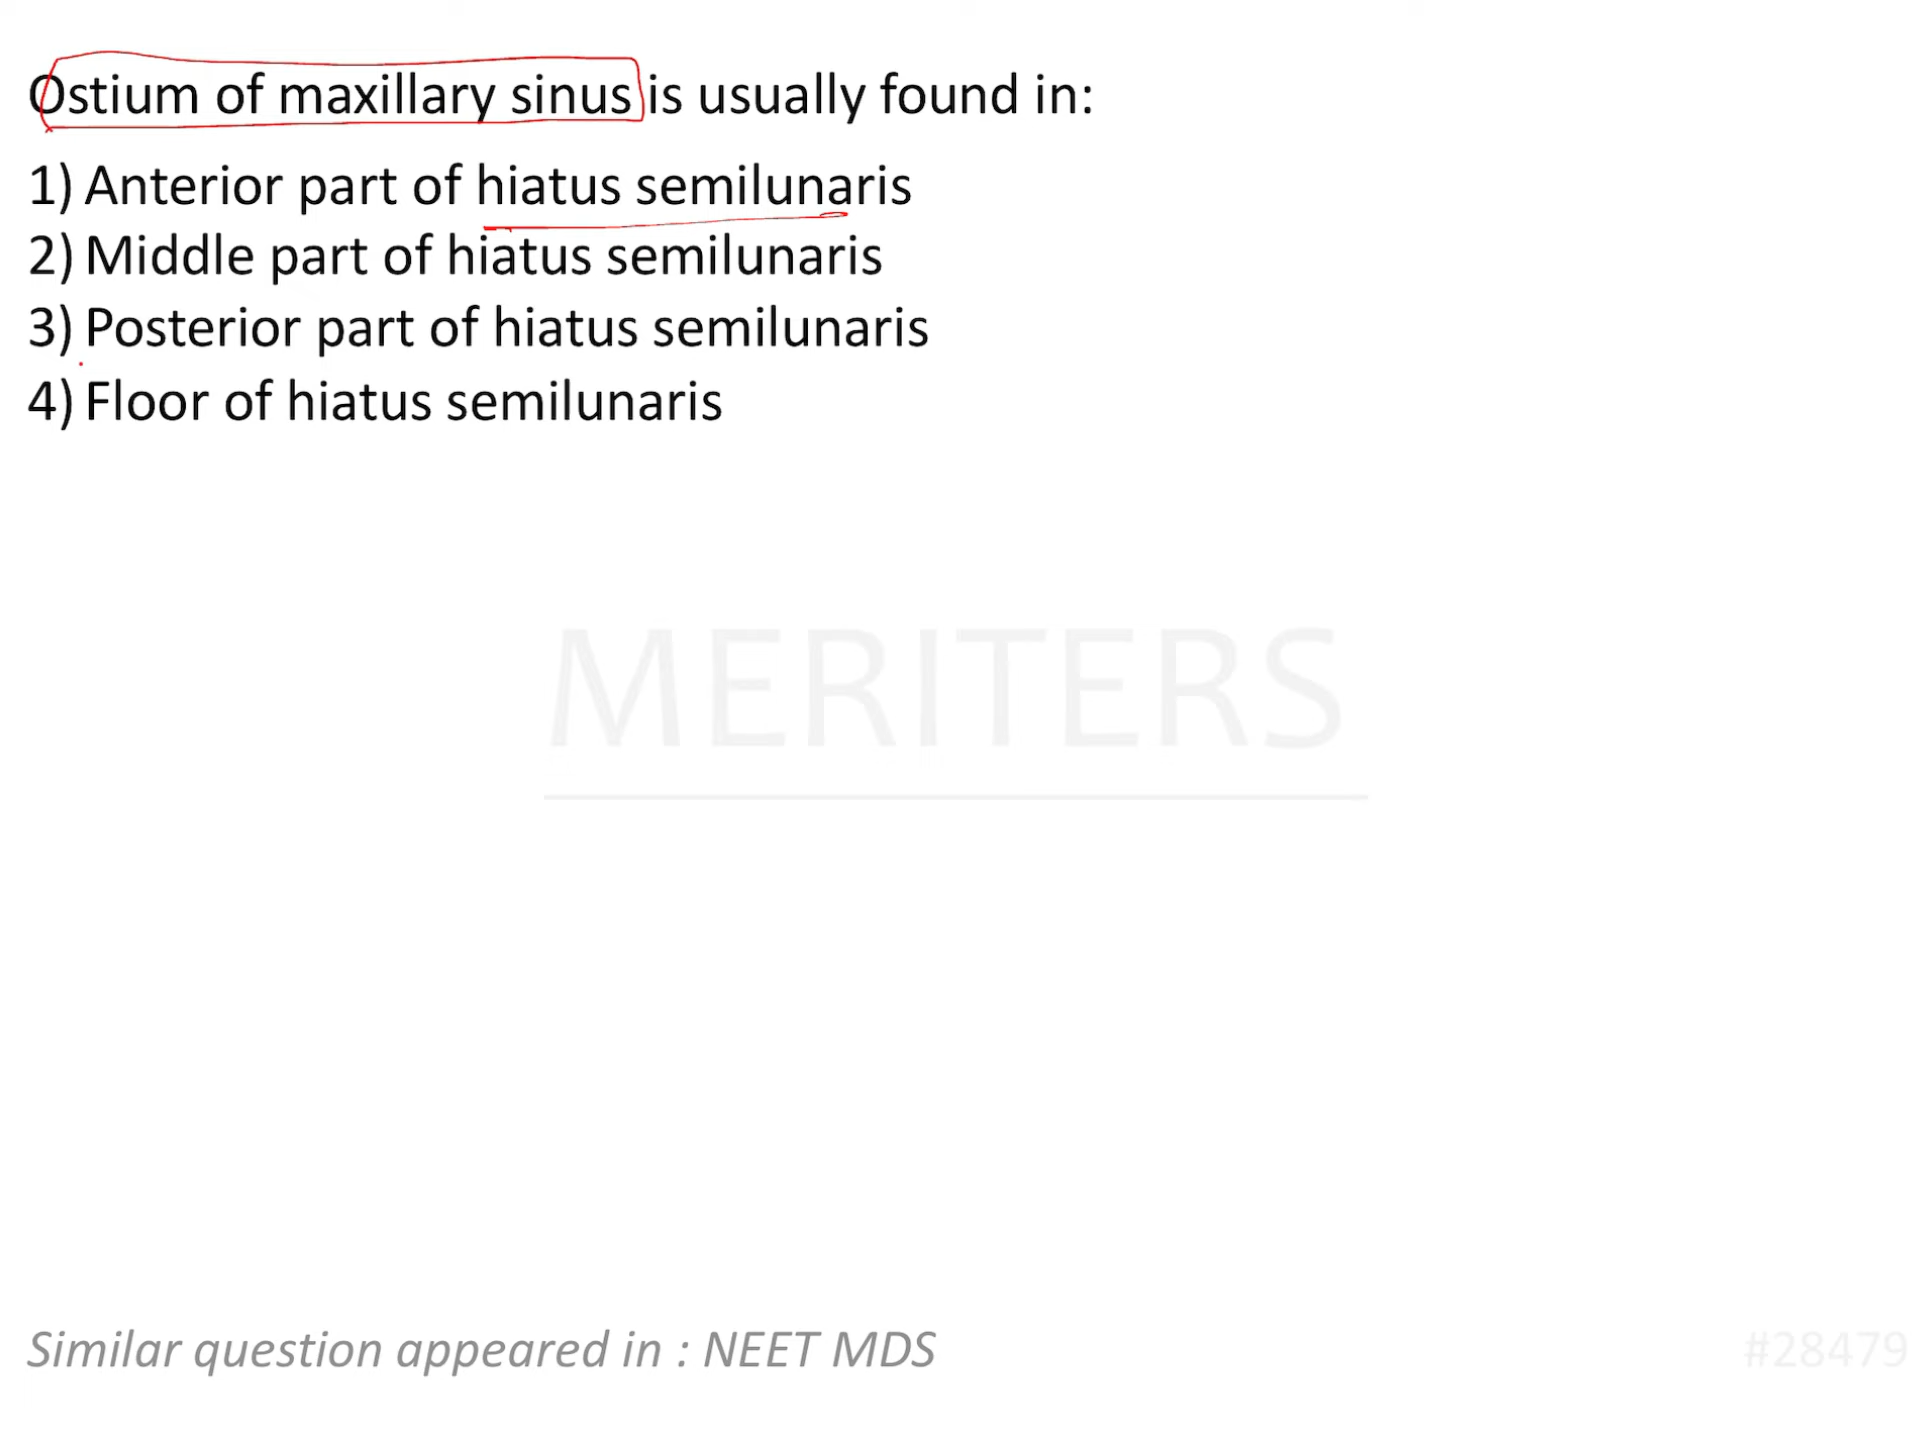 Ostium of maxillary sinus is usually found in:
1) Anterior part of hiatus semilunaris
2) Middle part of hiatus semilunaris
3) Posterior part of hiatus semilunaris
4) Floor of hiatus semilunaris
MERITERS
Similar question appeared in : NEET MDS
#28479